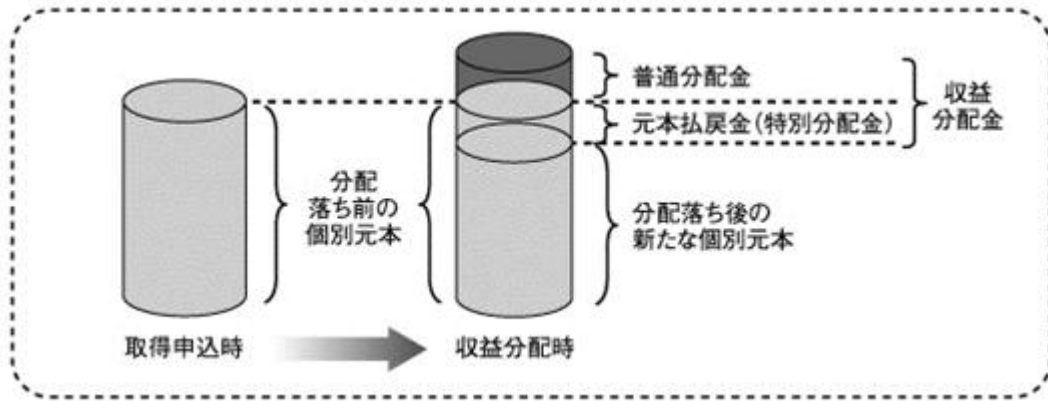 普通分配金
元本払戻金(特別分配金)
収益
分配金
分配
落ち前の
個別元本
分配落ち後の
新たな個別元本
取得申込時
収益分配時